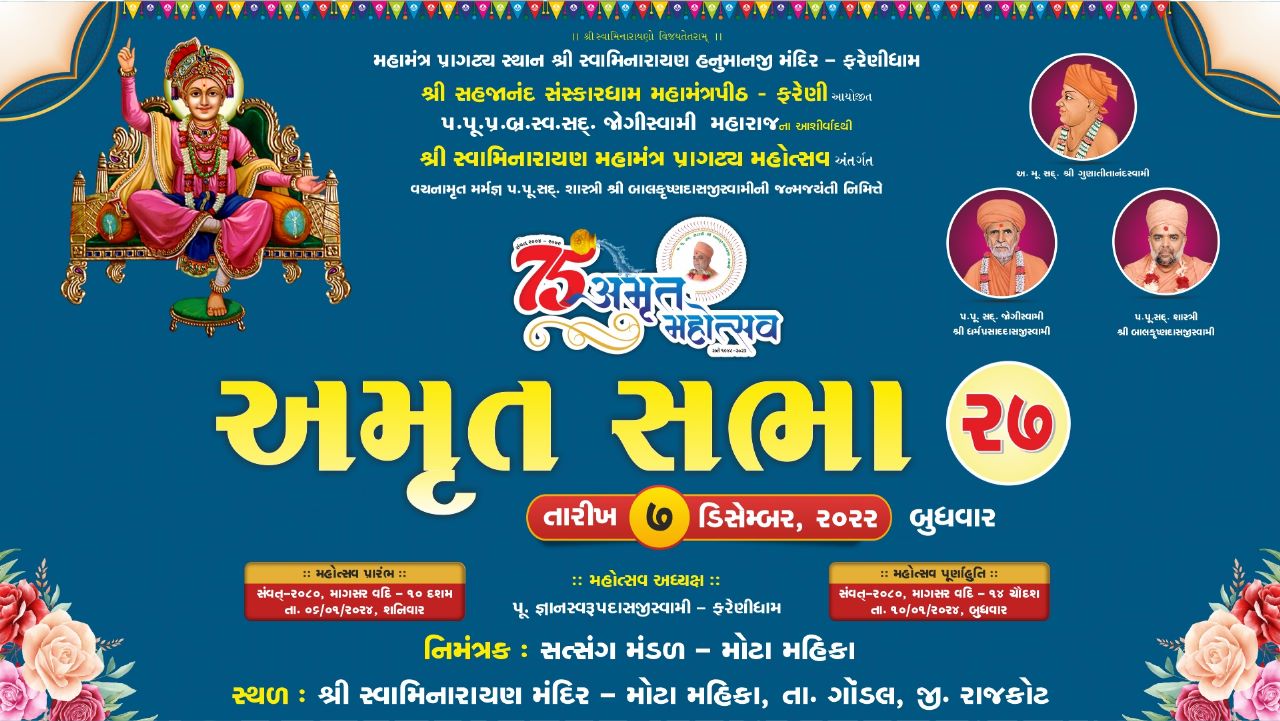 ।। શ્રી સ્વામિનારાયણો વિજયતેતરામ્ ।।
મહામંત્ર પ્રાગટ્ય સ્થાન શ્રી સ્વામિનારાયણ હનુમાનજી મંદિર – ફરેણીધામ
શ્રી સહજાનંદ સંસ્કારધામ મહામંત્રપીઠ - ફરેણી આયોજીત
પ.પૂ.પ્ર.બ્ર.સ્વ.સદ્. જોગીસ્વામી મહારાજના આશીર્વાદથી
શ્રી સ્વામિનારાયણ મહામંત્ર પ્રાગટ્ય મહોત્સવ અંતર્ગત
વચનામૃત મર્મજ્ઞ પ.પૂ.સદ્. શાસ્ત્રી શ્રી બાલકૃષ્ણદાસજીસ્વામીની જન્મજયંતી નિમિત્તે
અ. મૂ. સદ્. શ્રી ગુણાતીતાનંદસ્વામી
પ.પૂ. સદ્. જોગીસ્વામી
શ્રી ધર્મપ્રસાદદાસજીસ્વામી
પ.પૂ.સદ્. શાસ્ત્રી
શ્રી બાલકૃષ્ણદાસજીસ્વામી
75 અમૃત
મહોત્સવ
અમૃત સભા ૨૭
તારીખ ૭ ડિસેમ્બર, ૨૦૨૨ બુધવાર
:: મહોત્સવ પ્રારંભ ::
સંવત્-૨૦૮૦, માગસર વદિ - ૧૦ દશમ
તા. ૦૬/૦૧/૨૦૨૪, શનિવાર
:: મહોત્સવ અધ્યક્ષ ::
પૂ. જ્ઞાનસ્વરૂપદાસજીસ્વામી – ફરેણીધામ
:: મહોત્સવ પૂર્ણાહુતિ ::
સંવત્-૨૦૮૦, માગસર વદિ - ૧૪ ચૌદશ
તા. ૧૦/૦૧/૨૦૨૪, બુધવાર
નિમંત્રક : સત્સંગ મંડળ – મોટા મહિકા
સ્થળ : શ્રી સ્વામિનારાયણ મંદિર – મોટા મહિકા, તા. ગોંડલ, જી. રાજકોટ